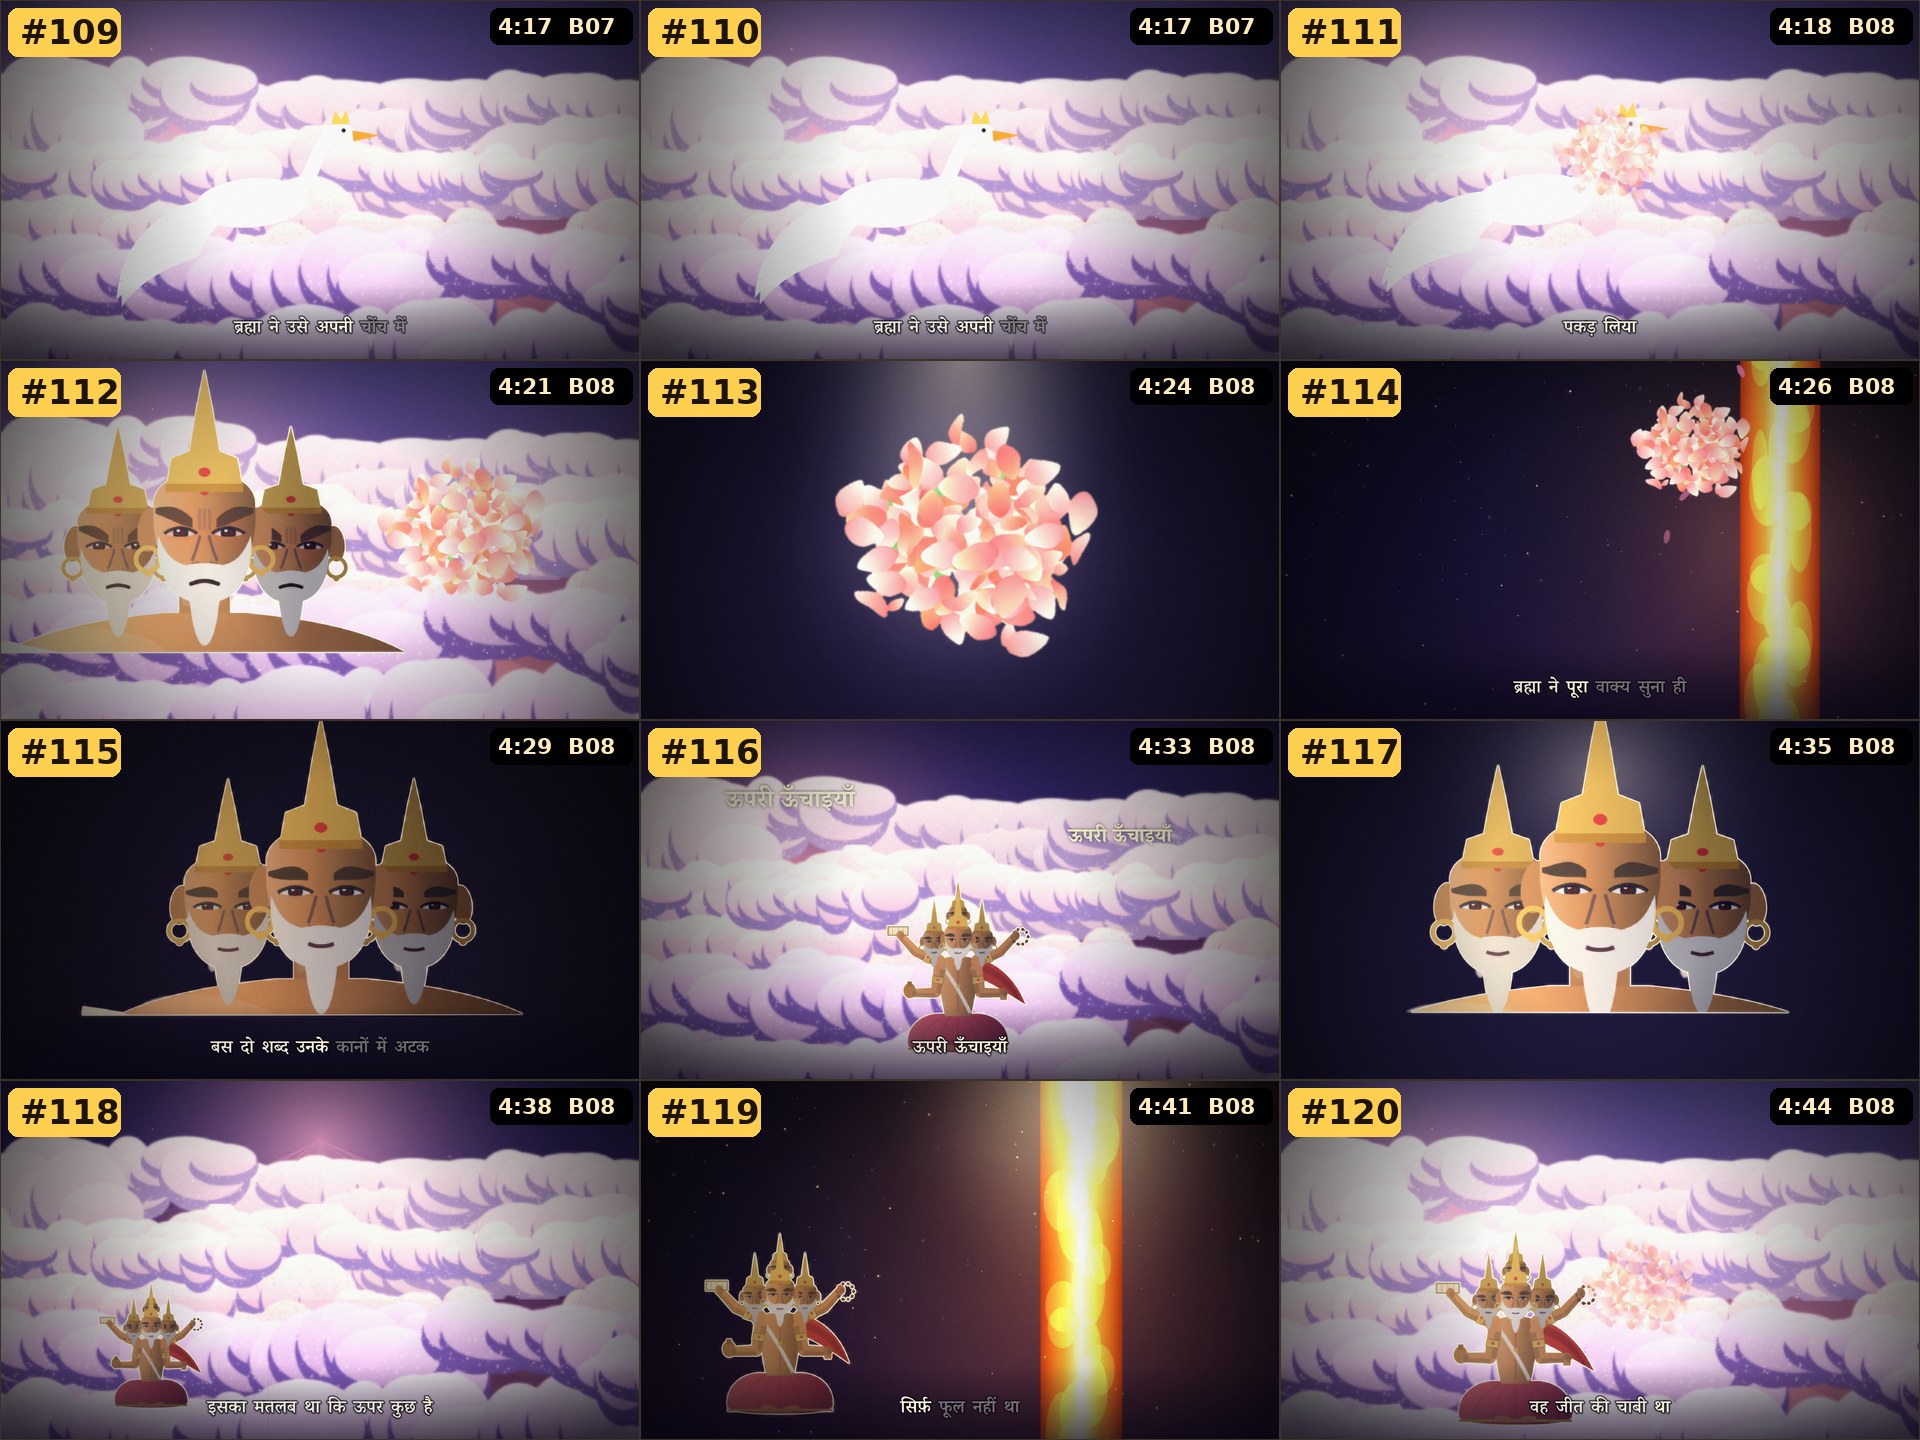 #109
4:17 B07
ब्रह्मा ने उसे अपनी चोंच में
#110
4:17 B07
ब्रह्मा ने उसे अपनी चोंच में
#111
4:18 B08
पकड़ लिया
#112
4:21 B08
#113
4:24 B08
#114
4:26 B08
ब्रह्मा ने पूरा वाक्य सुना ही
#115
4:29 B08
बस दो शब्द उनके कानों में अटक
#116
4:33 B08
ऊपरी ऊँचाइयाँ
ऊपरी ऊँचाइयाँ
ऊपरी ऊँचाइयाँ
#117
4:35 B08
#118
4:38 B08
इसका मतलब था कि ऊपर कुछ है
#119
4:41 B08
सिर्फ़ फूल नहीं था
#120
4:44 B08
वह जीत की चाबी था